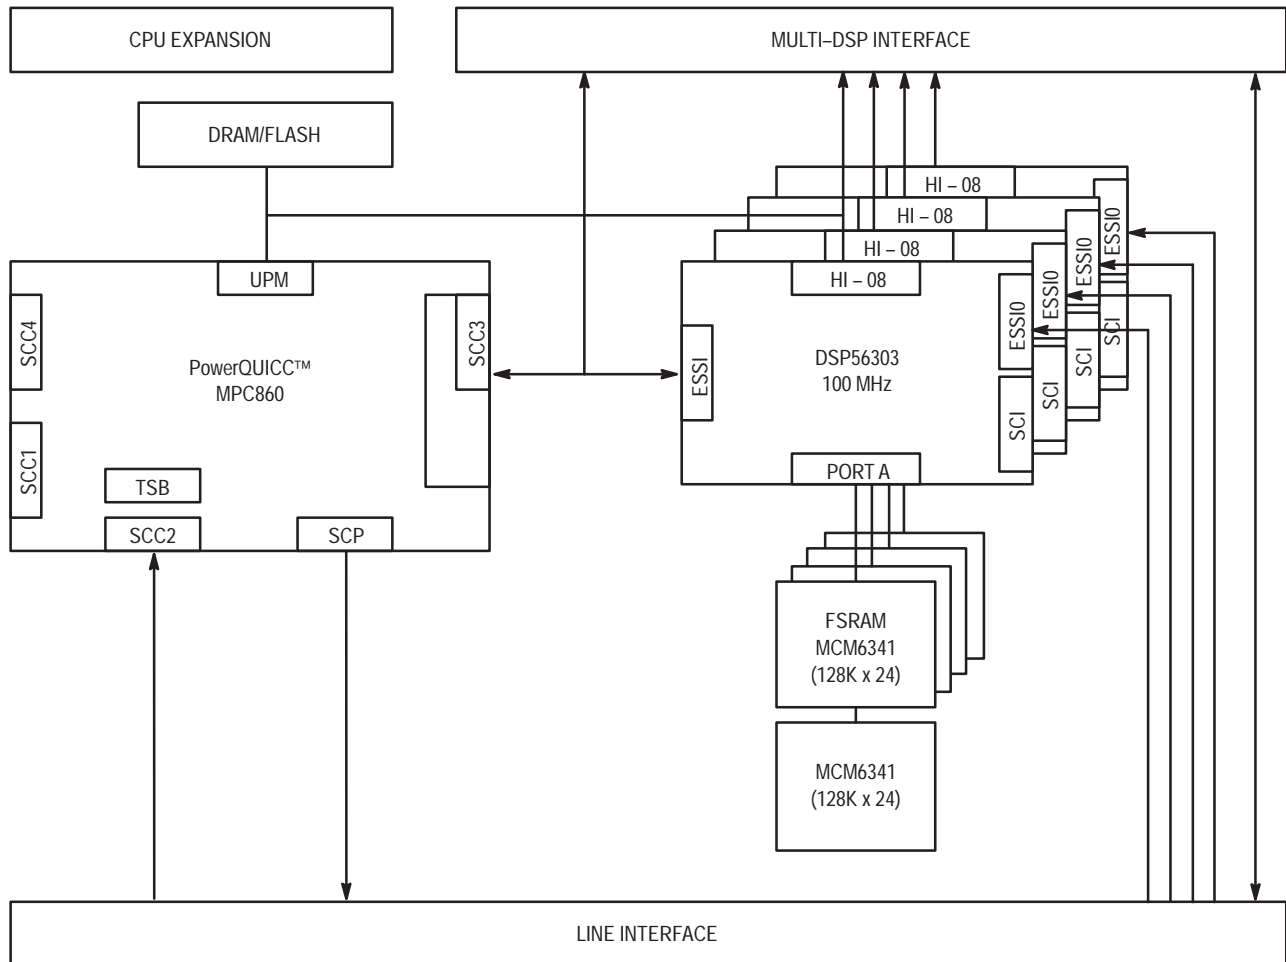 CPU EXPANSION
MULTI–DSP INTERFACE
DRAM/FLASH
HI – 08
HI – 08
HI – 08
HI – 08
UPM
SCC4
SCC3
SCC1
PowerQUICC™
MPC860
TSB
SCC2
SCP
ESSI
DSP56303
100 MHz
ESSI0
ESSI0
ESSI0
ESSI0
SCI
SCI
SCI
SCI
PORT A
FSRAM
MCM6341
(128K x 24)
MCM6341
(128K x 24)
LINE INTERFACE